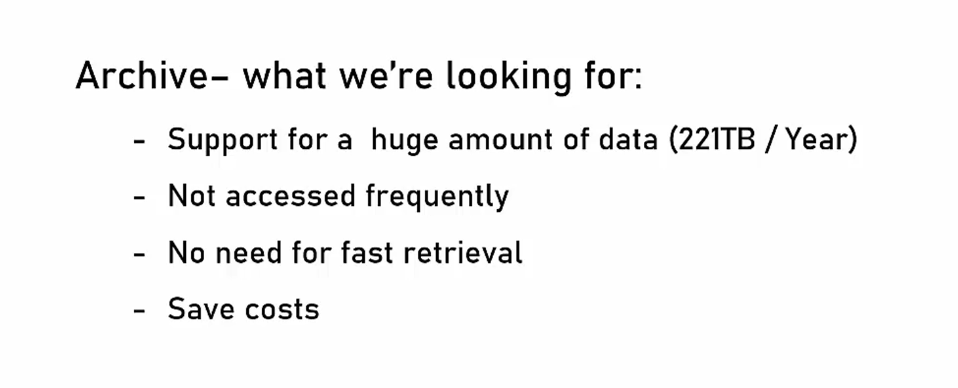 Archive– what we're looking for:
- Support for a huge amount of data (221TB / Year)
- Not accessed frequently
- No need for fast retrieval
- Save costs